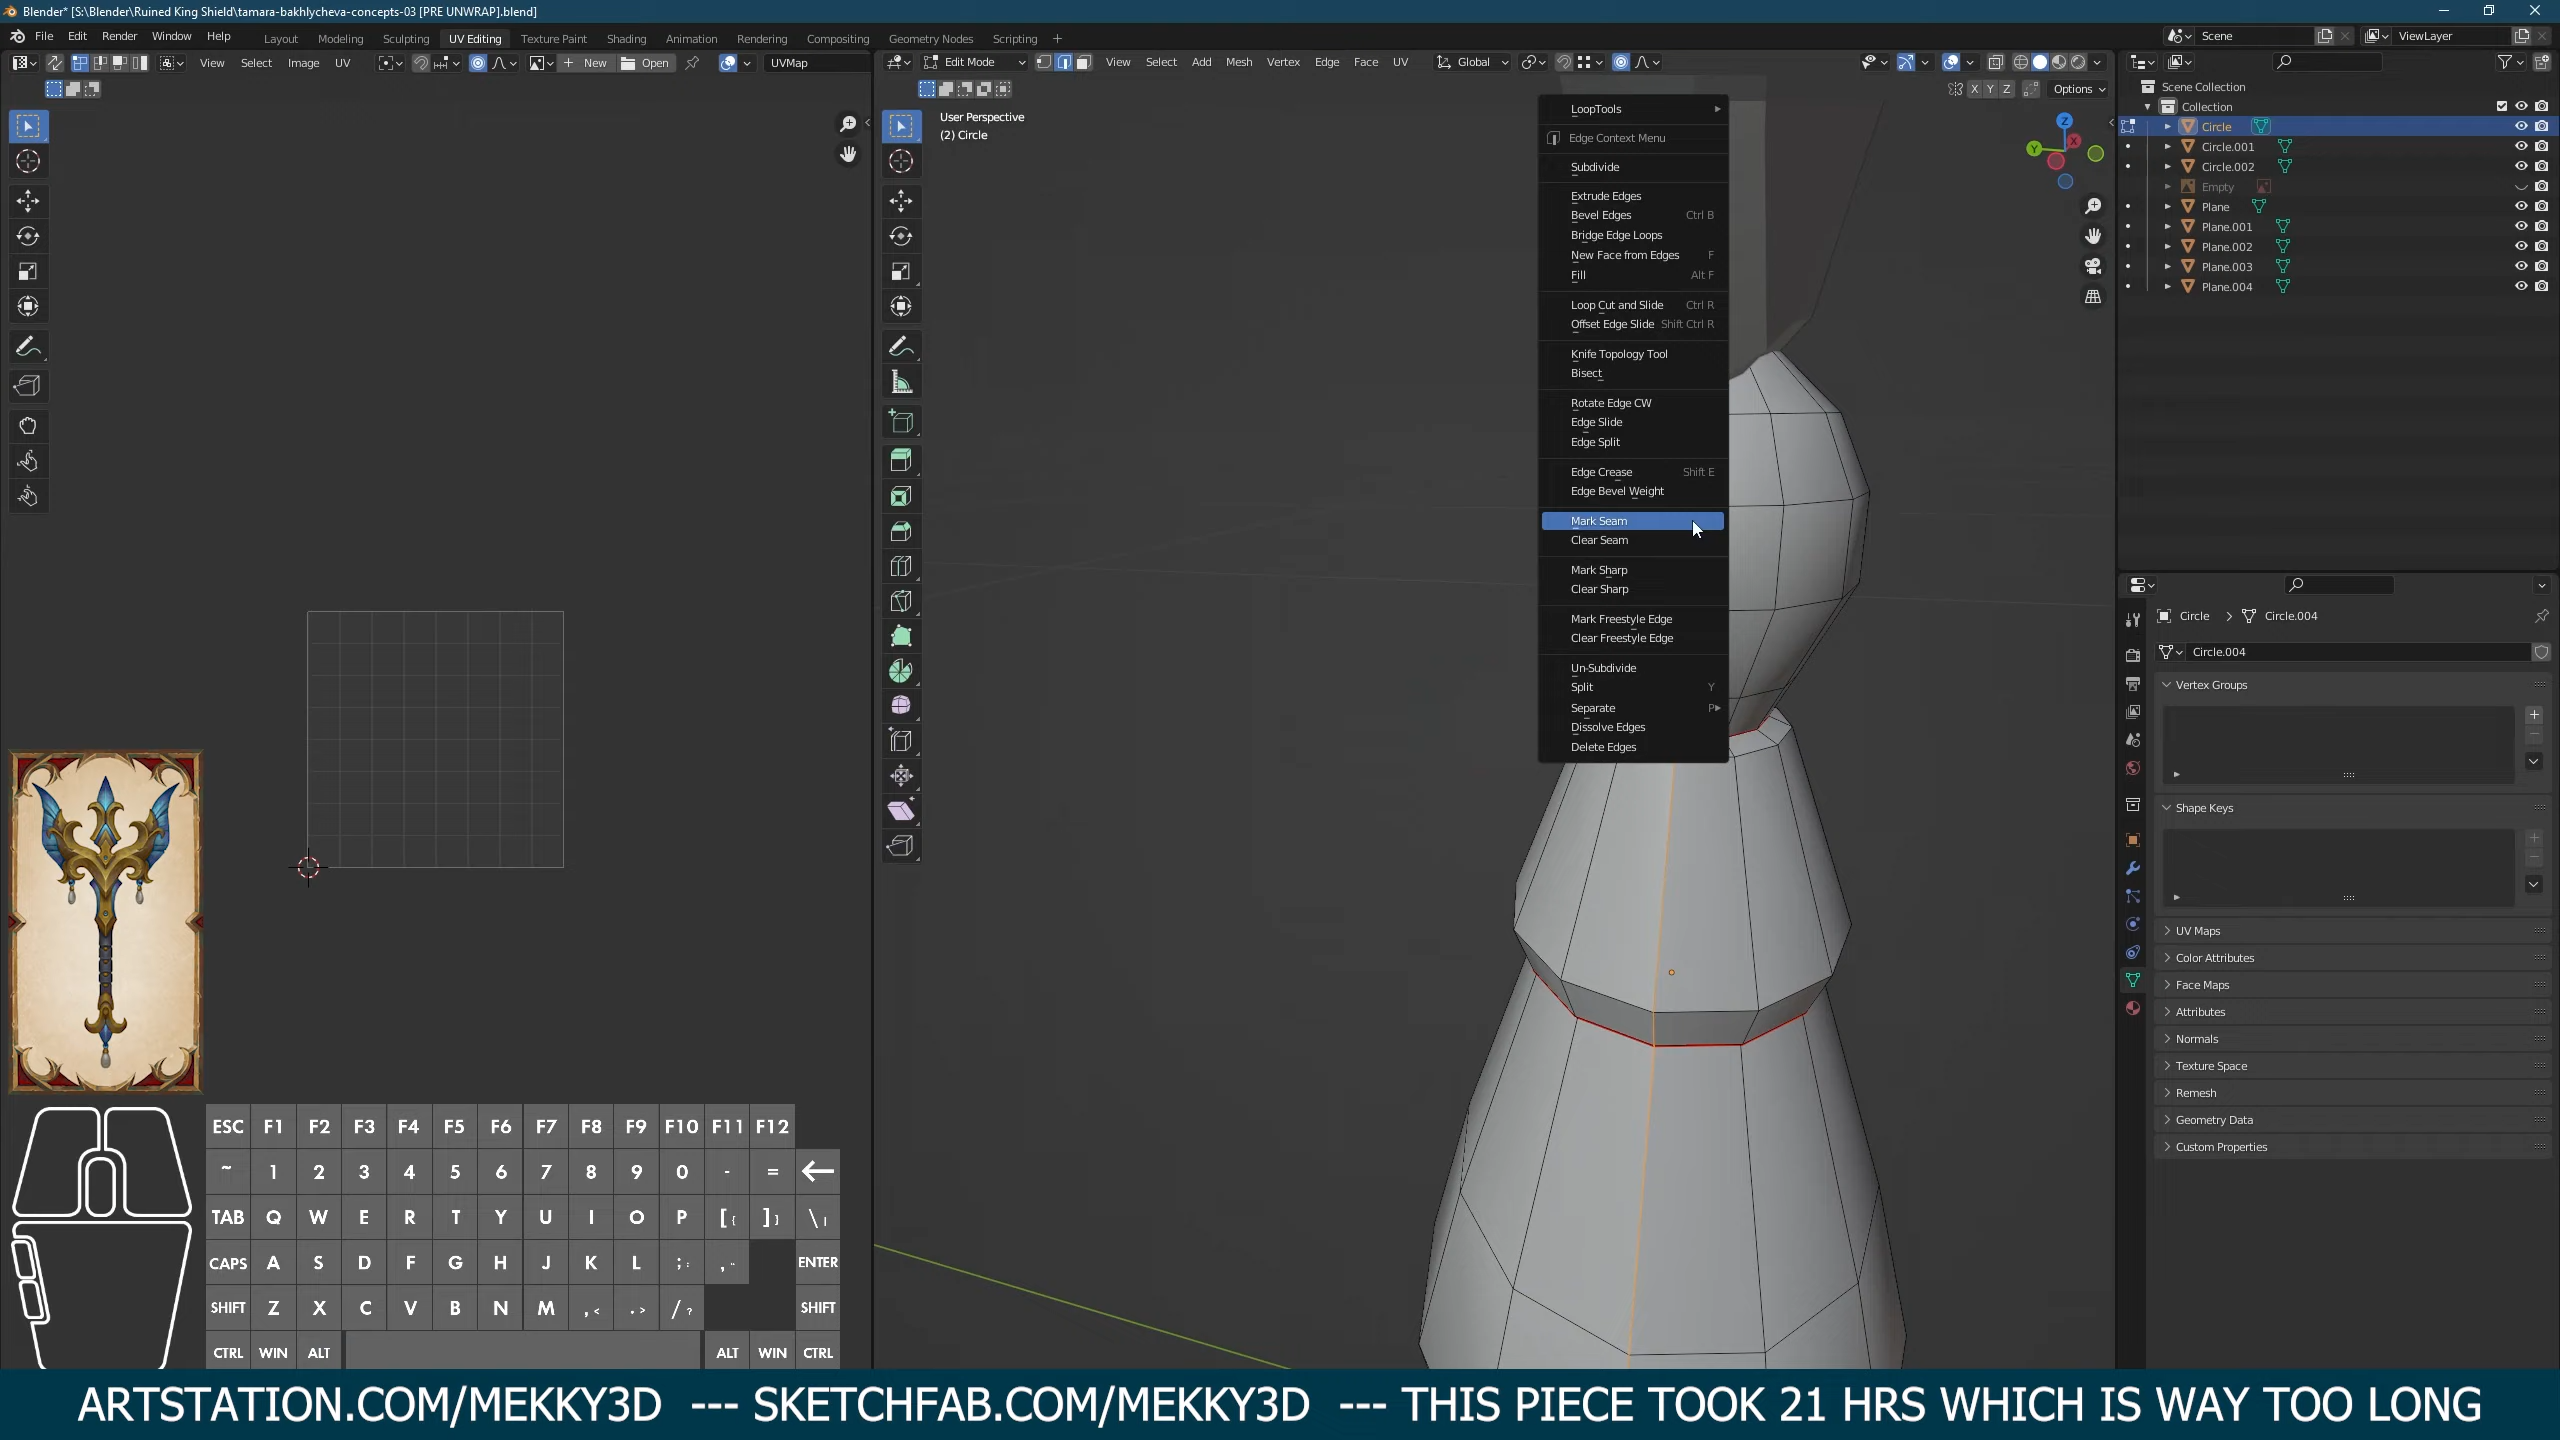 Blender* [S:\Blender\Ruined King Shield\tamara-bakhlycheva-concepts-03 [PRE UNWRAP].blend]
File Edit Render Window Help Layout Modeling Sculpting UV Editing Texture Paint Shading Animation Rendering Compositing Geometry Nodes Scripting + Scene ViewLayer
View Select Image UV New Open UVMap Edit Mode View Select Add Mesh Vertex Edge Face UV Global
X Y Z Options
User Perspective
(2) Circle
LoopTools
Edge Context Menu
Subdivide
Extrude Edges
Bevel Edges Ctrl B
Bridge Edge Loops
New Face from Edges F
Fill Alt F
Loop Cut and Slide Ctrl R
Offset Edge Slide Shift Ctrl R
Knife Topology Tool
Bisect
Rotate Edge CW
Edge Slide
Edge Split
Edge Crease Shift E
Edge Bevel Weight
Mark Seam
Clear Seam
Mark Sharp
Clear Sharp
Mark Freestyle Edge
Clear Freestyle Edge
Un-Subdivide
Split Y
Separate P
Dissolve Edges
Delete Edges
Z
X
Y
Scene Collection
Collection
Circle
Circle.001
Circle.002
Empty
Plane
Plane.001
Plane.002
Plane.003
Plane.004
Circle > Circle.004
Circle.004
Vertex Groups
Shape Keys
UV Maps
Color Attributes
Face Maps
Attributes
Normals
Texture Space
Remesh
Geometry Data
Custom Properties
ESC F1 F2 F3 F4 F5 F6 F7 F8 F9 F10 F11 F12
~ 1 2 3 4 5 6 7 8 9 0 - =
TAB Q W E R T Y U I O P [{ ]} \|
CAPS A S D F G H J K L ;: ,"
SHIFT Z X C V B N M ,< .> /? SHIFT
ENTER
CTRL WIN ALT ALT WIN CTRL
ARTSTATION.COM/MEKKY3D --- SKETCHFAB.COM/MEKKY3D --- THIS PIECE TOOK 21 HRS WHICH IS WAY TOO LONG